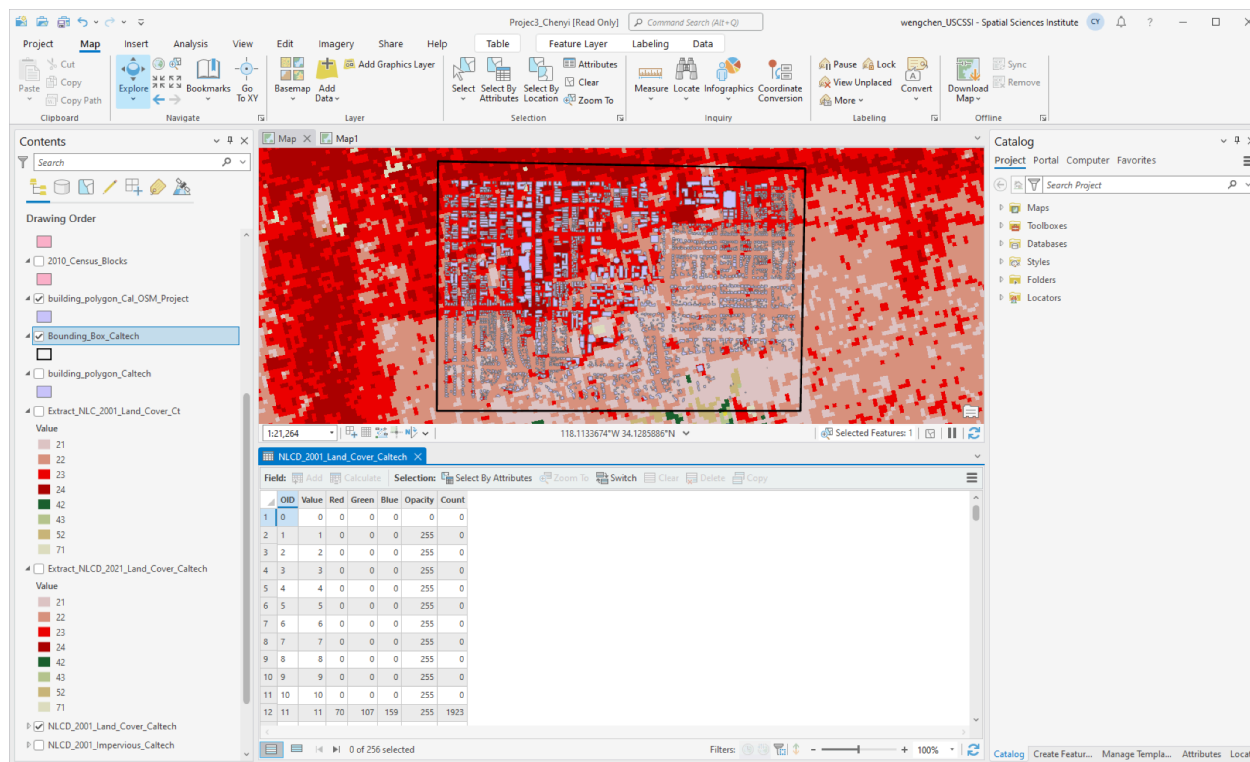 Projec3_Chenyi [Read Only]
Command Search (Alt+Q)
wengchen_USCSSI - Spatial Sciences Institute
CY
?
Project Map Insert Analysis View Edit Imagery Share Help Table Feature Layer Labeling Data
Paste
Cut
Copy
Copy Path
Clipboard
Explore
Bookmarks
Go To XY
Navigate
Basemap
Add Data
Add Graphics Layer
Layer
Select
Select By Attributes
Select By Location
Attributes
Clear
Zoom To
Selection
Measure
Locate
Infographics
Coordinate Conversion
Inquiry
Pause
Lock
View Unplaced
More
Convert
Labeling
Download Map
Sync
Remove
Offline
Contents
Search
Drawing Order
2010_Census_Blocks
building_polygon_Cal_OSM_Project
Bounding_Box_Caltech
building_polygon_Caltech
Extract_NLC_2001_Land_Cover_Ct
Value
21
22
23
24
42
43
52
71
Extract_NLCD_2021_Land_Cover_Caltech
Value
21
22
23
24
42
43
52
71
NLCD_2001_Land_Cover_Caltech
NLCD_2001_Impervious_Caltech
Map Map1
1:21,264
118.1133674°W 34.1285886°N
Selected Features: 1
NLCD_2001_Land_Cover_Caltech
Field: Add Calculate Selection: Select By Attributes Zoom To Switch Clear Delete Copy
OID Value Red Green Blue Opacity Count
1 0 0 0 0 0 0 0
2 1 1 0 0 0 255 0
3 2 2 0 0 0 255 0
4 3 3 0 0 0 255 0
5 4 4 0 0 0 255 0
6 5 5 0 0 0 255 0
7 6 6 0 0 0 255 0
8 7 7 0 0 0 255 0
9 8 8 0 0 0 255 0
10 9 9 0 0 0 255 0
11 10 10 0 0 0 255 0
12 11 11 70 107 159 255 1923
0 of 256 selected
Filters:
100%
Catalog
Project Portal Computer Favorites
Search Project
Maps
Toolboxes
Databases
Styles
Folders
Locators
Catalog Create Featur... Manage Templa... Attributes Locat